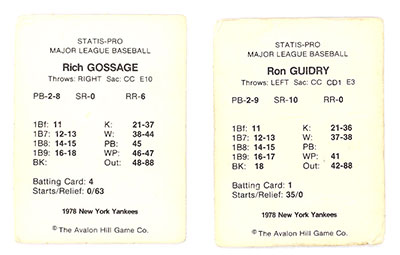 STATIS-PRO
MAJOR LEAGUE BASEBALL
Rich GOSSAGE
Throws: RIGHT Sac: CC E10
PB-2-8 SR-0 RR-6
1Bf: 11 K: 21-37
1B7: 12-13 W: 38-44
1B8: 14-15 PB: 45
1B9: 16-18 WP: 46-47
BK: Out: 48-88
Batting Card: 4
Starts/Relief: 0/63
1978 New York Yankees
© The Avalon Hill Game Co.
STATIS-PRO
MAJOR LEAGUE BASEBALL
Ron GUIDRY
Throws: LEFT Sac: CC CD1 E3
PB-2-9 SR-10 RR-0
1Bf: 11 K: 21-36
1B7: 12-13 W: 37-38
1B8: 14-15
1B9: 16-17 WP: 41
BK: 18 Out: 42-88
Batting Card: 1
Starts/Relief: 35/0
1978 New York Yankees
© The Avalon Hill Game Co.